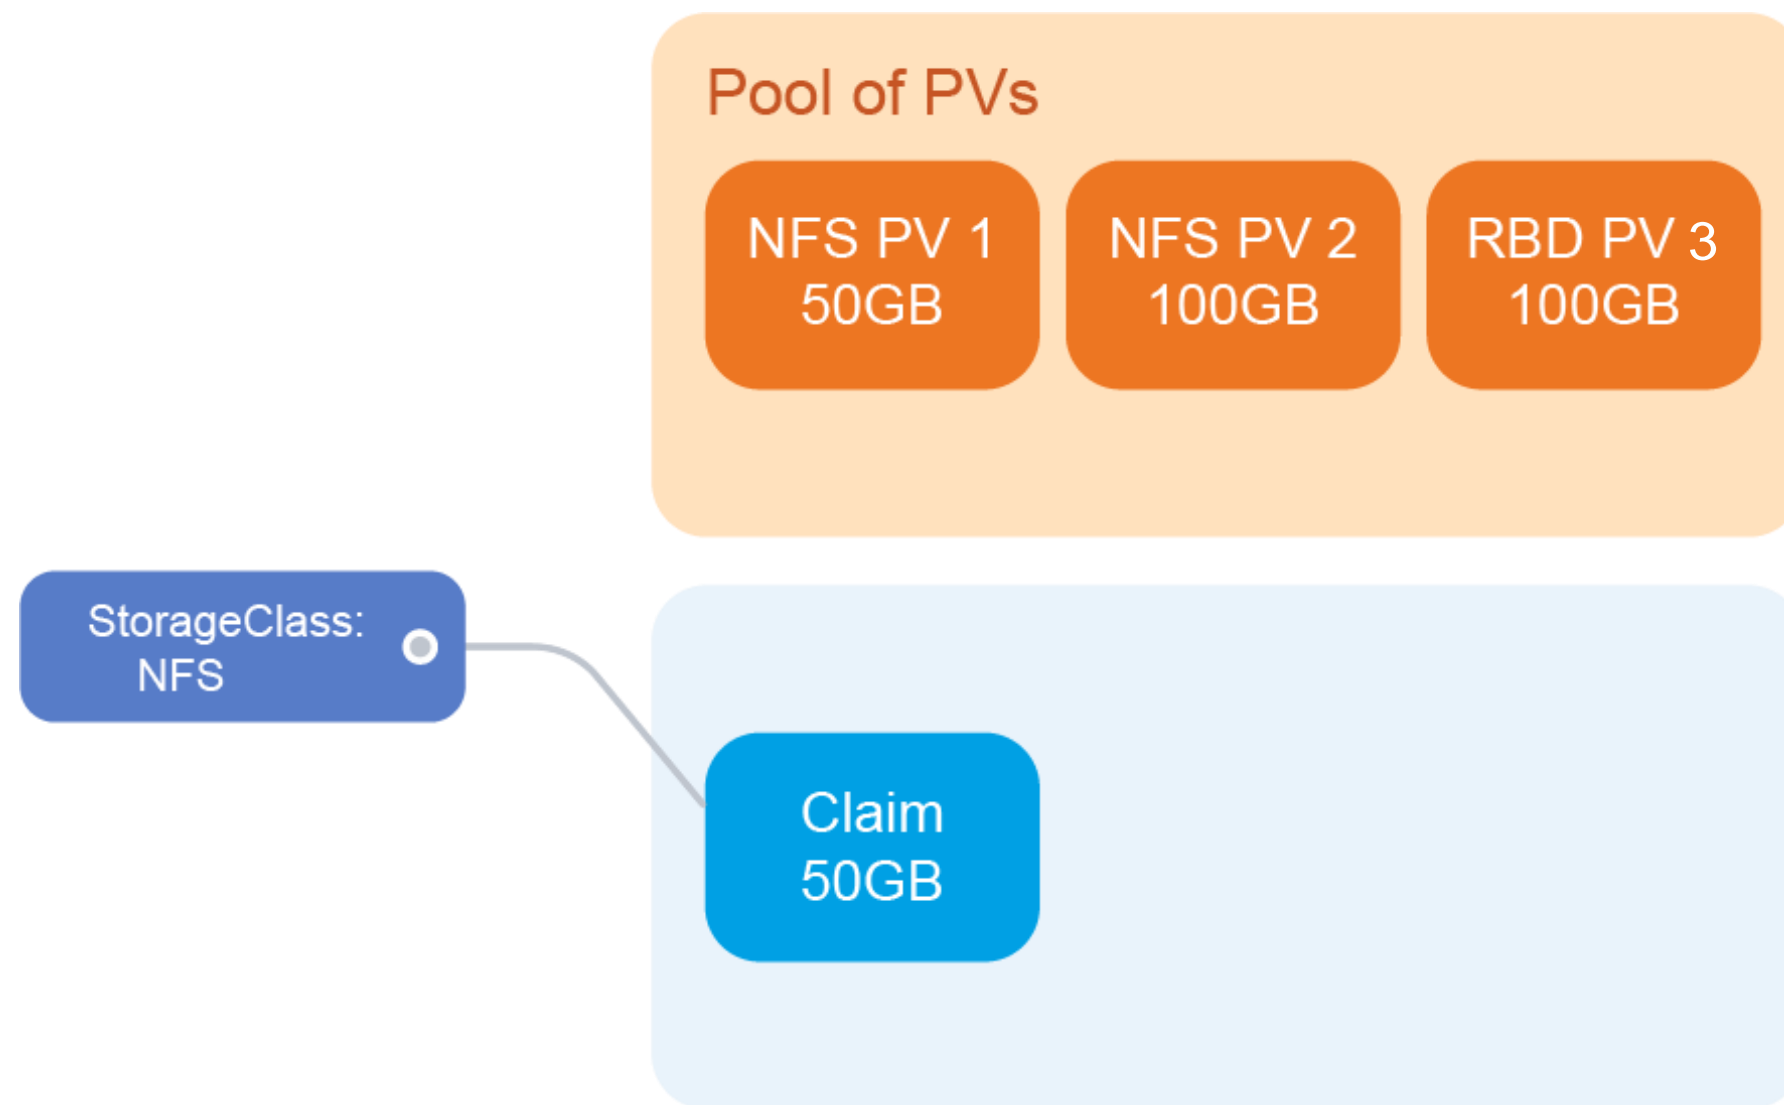 Pool of PVs
NFS PV 1
50GB
NFS PV 2
100GB
RBD PV 3
100GB
StorageClass:
NFS
Claim
50GB